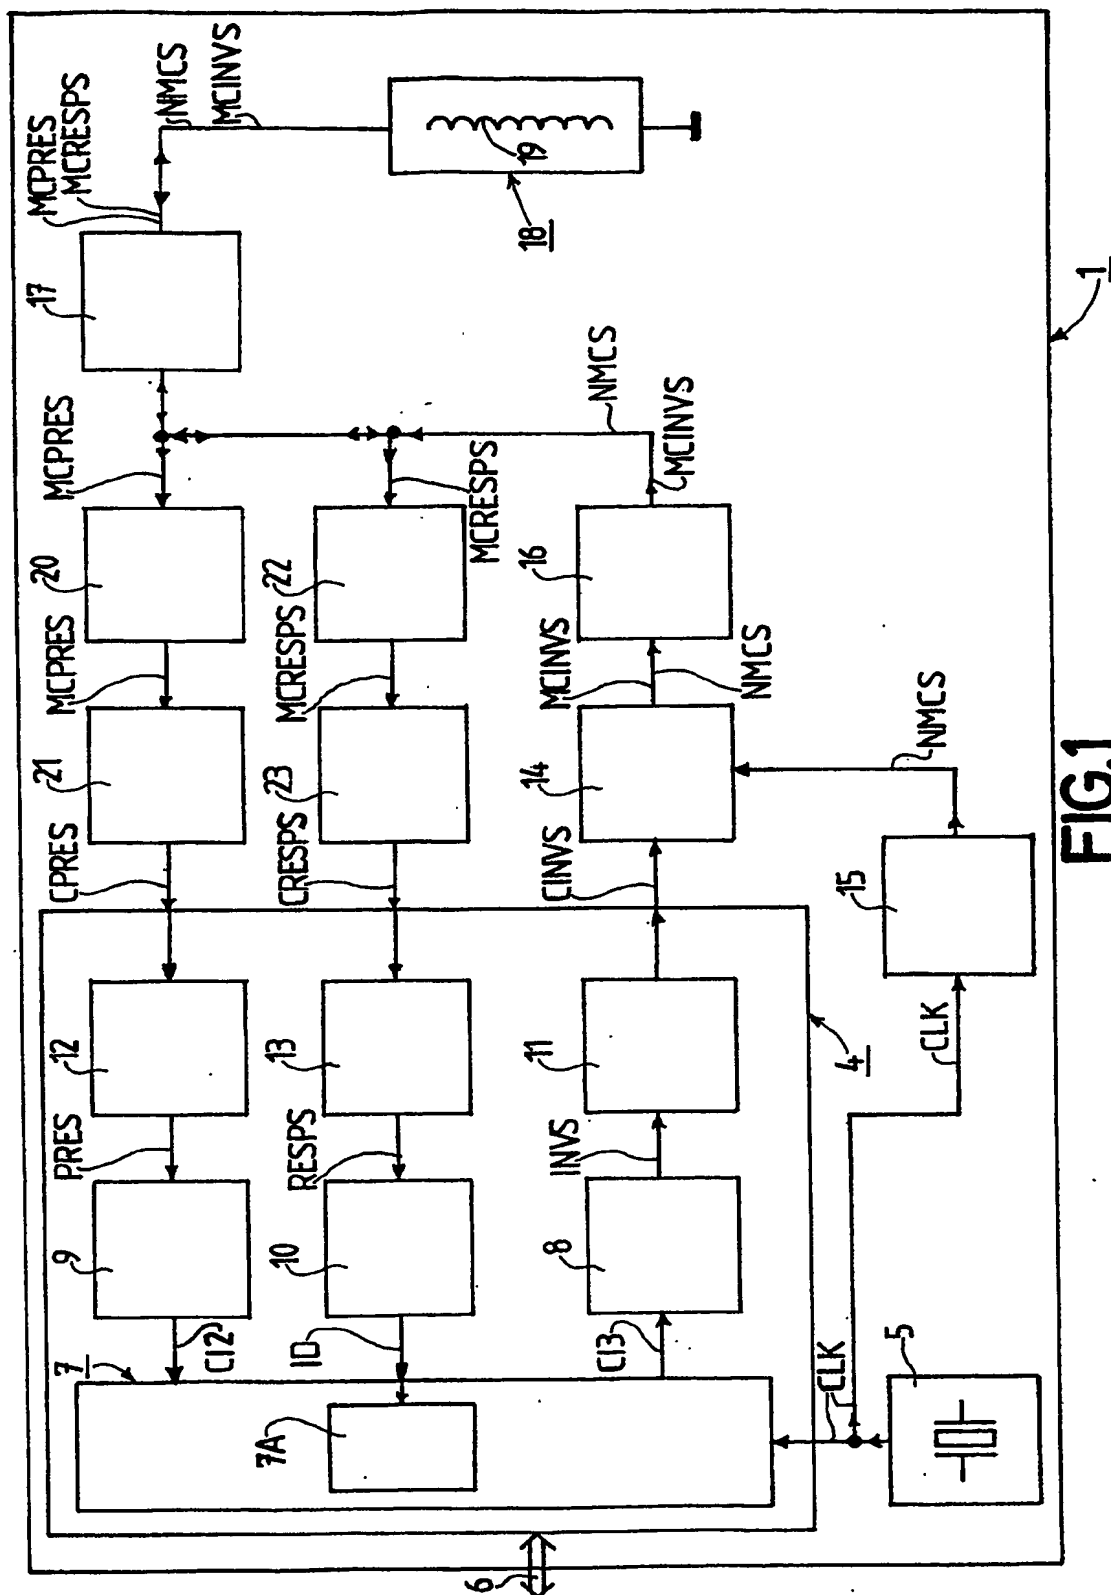 MCPRES
MCRESPS
NMCS
MCINVS
17
19
18
1
MCPRES
MCRESPS
NMCS
MCINVS
20
22
16
MCPRES
MCRESPS
MCINVS
NMCS
21
23
14
NMCS
CPRES
CRESPS
CINVS
15
12
13
11
4
CLK
PRES
RESPS
INVS
9
10
8
CI2
ID
CI3
7
7A
CLK
5
6
FIG.1